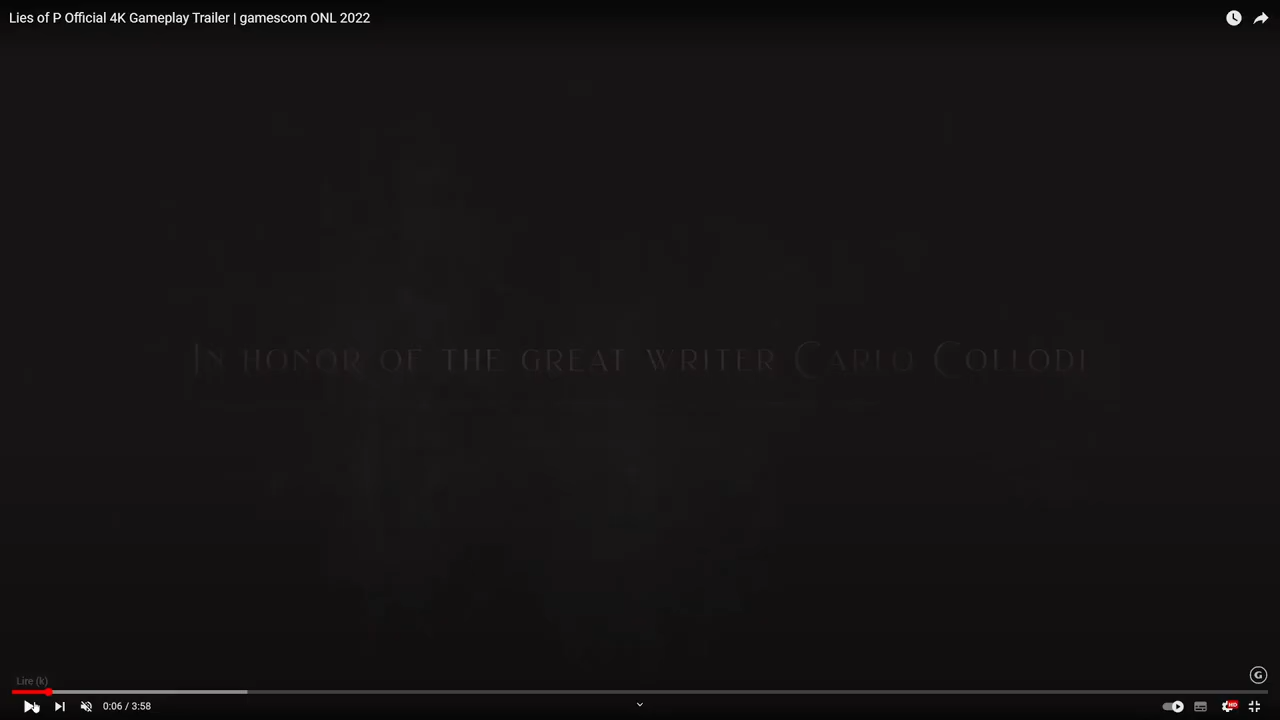 Lies of P Official 4K Gameplay Trailer | gamescom ONL 2022
In honor of the great writer Carlo Collodi
Lire (k)
0:06 / 3:58
HD
G